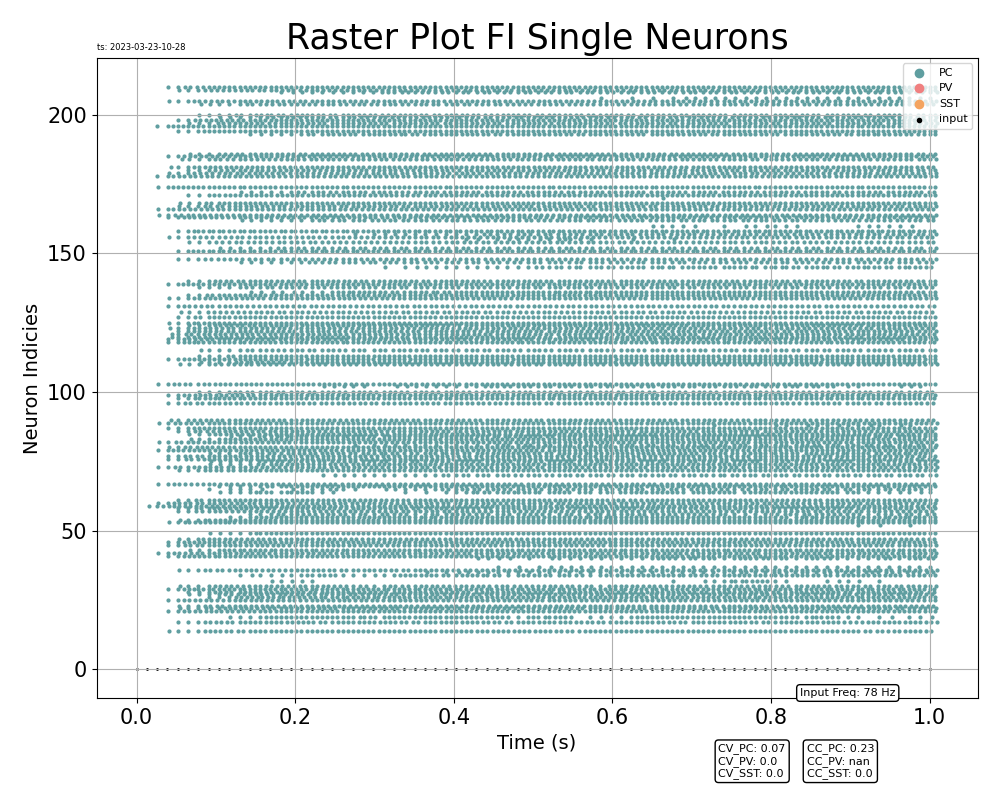 Raster Plot FI Single Neurons
ts: 2023-03-23-10-28
PC
PV
SST
input
200
150
100
50
0
Neuron Indicies
Input Freq: 78 Hz
0.0 0.2 0.4 0.6 0.8 1.0
Time (s)
CV_PC: 0.07
CV_PV: 0.0
CV_SST: 0.0
CC_PC: 0.23
CC_PV: nan
CC_SST: 0.0